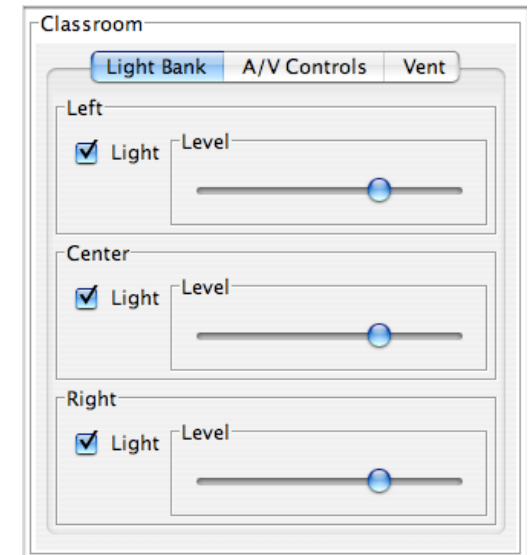 Classroom
Light Bank A/V Controls Vent
Left
Light Level
Center
Light Level
Right
Light Level